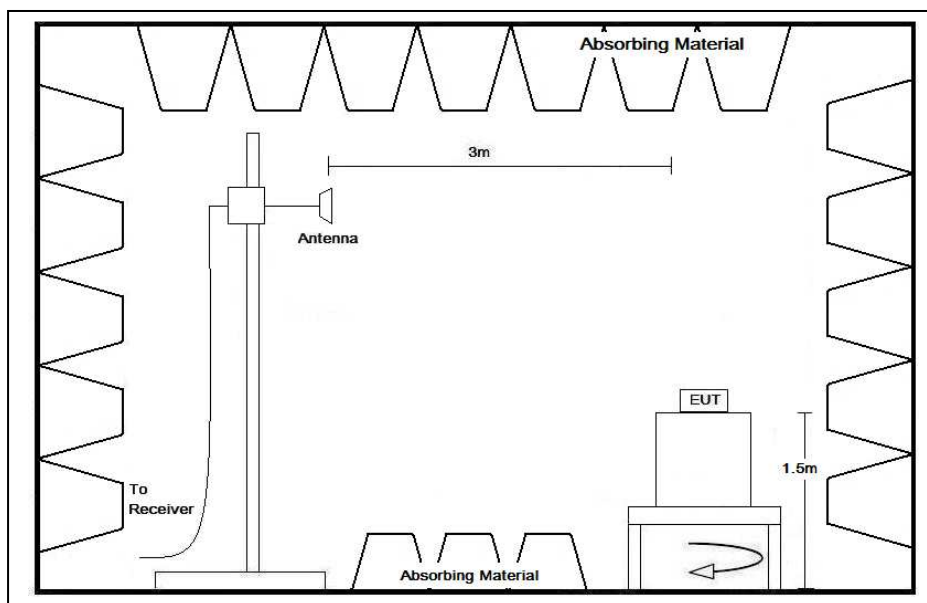 Absorbing Material
3m
Antenna
EUT
1.5m
To
Receiver
Absorbing Material